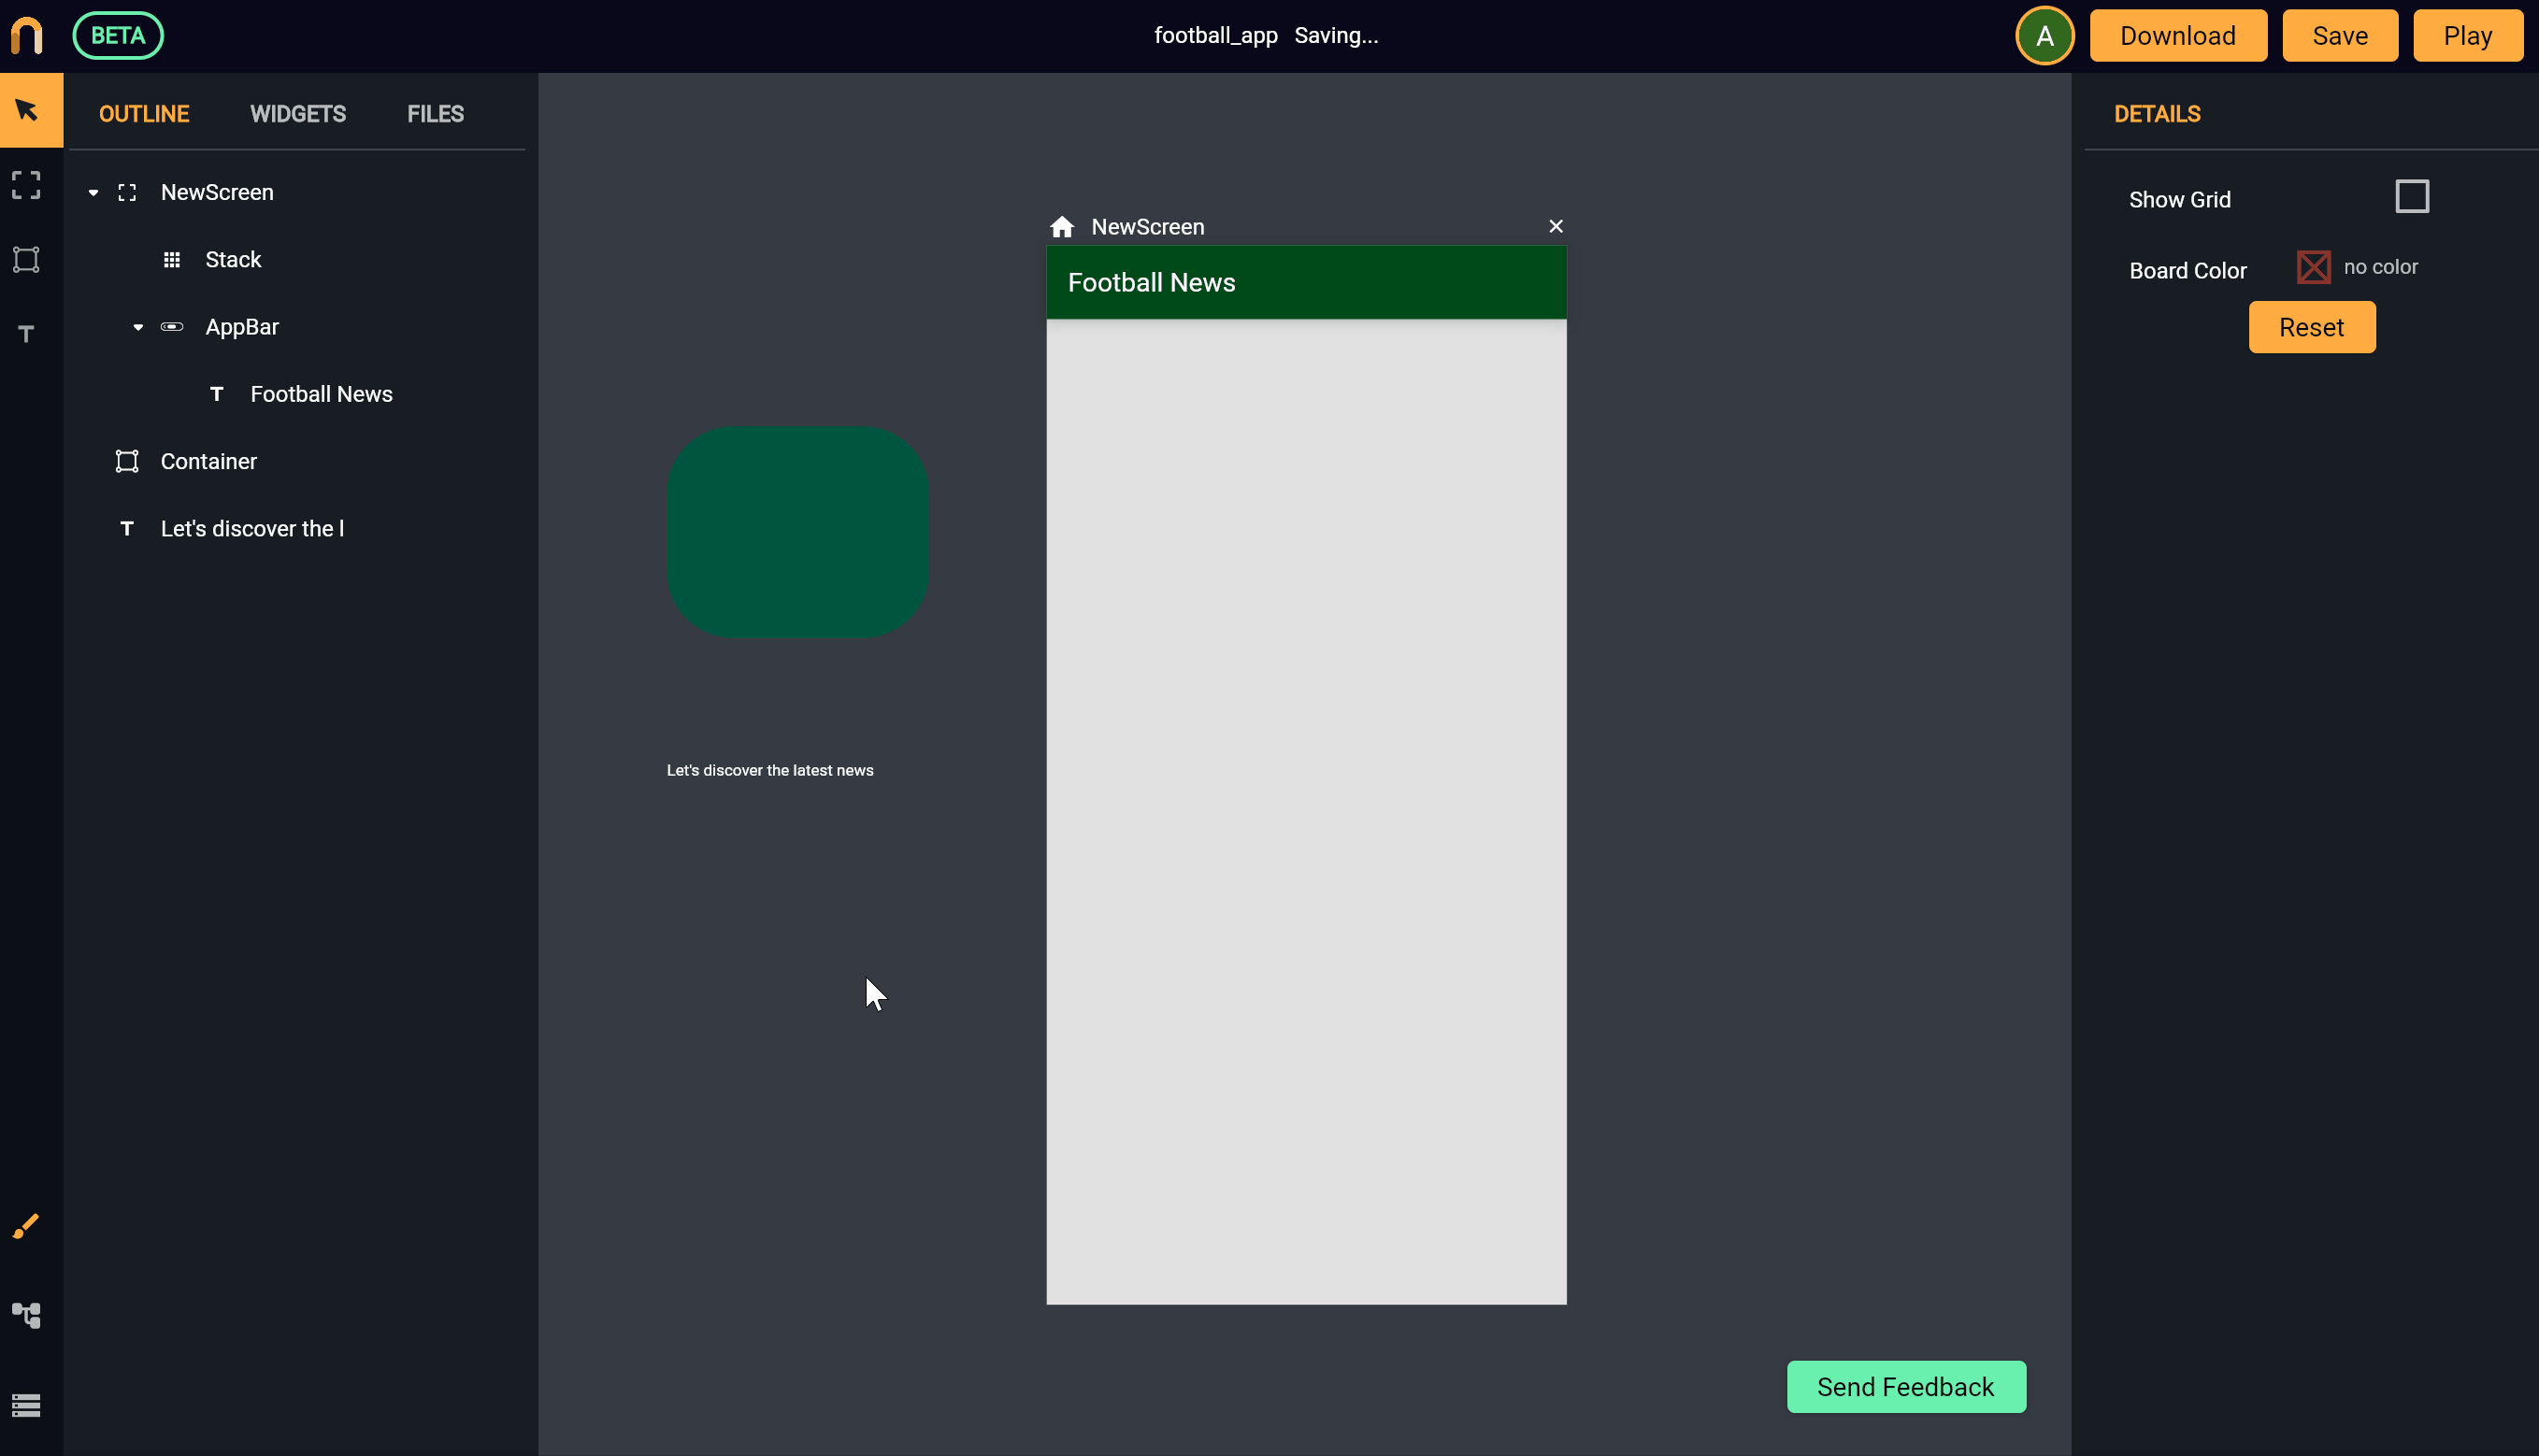 BETA
football_app Saving...
A
Download
Save
Play
OUTLINE
WIDGETS
FILES
NewScreen
Stack
AppBar
Football News
Container
Let's discover the l
NewScreen
Football News
Let's discover the latest news
Send Feedback
DETAILS
Show Grid
Board Color
no color
Reset